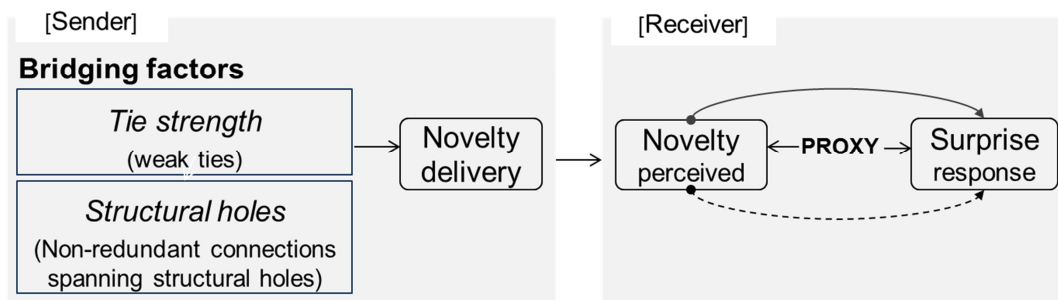 [Sender]
Bridging factors
Tie strength
(weak ties)
Structural holes
(Non-redundant connections
spanning structural holes)
Novelty
delivery
[Receiver]
Novelty
perceived
PROXY
Surprise
response